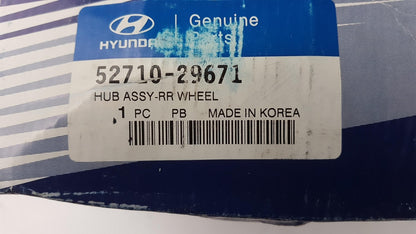 Genuine
HYUNDAI Parts
52710-29671
HUB ASSY-RR WHEEL
1 PC PB MADE IN KOREA